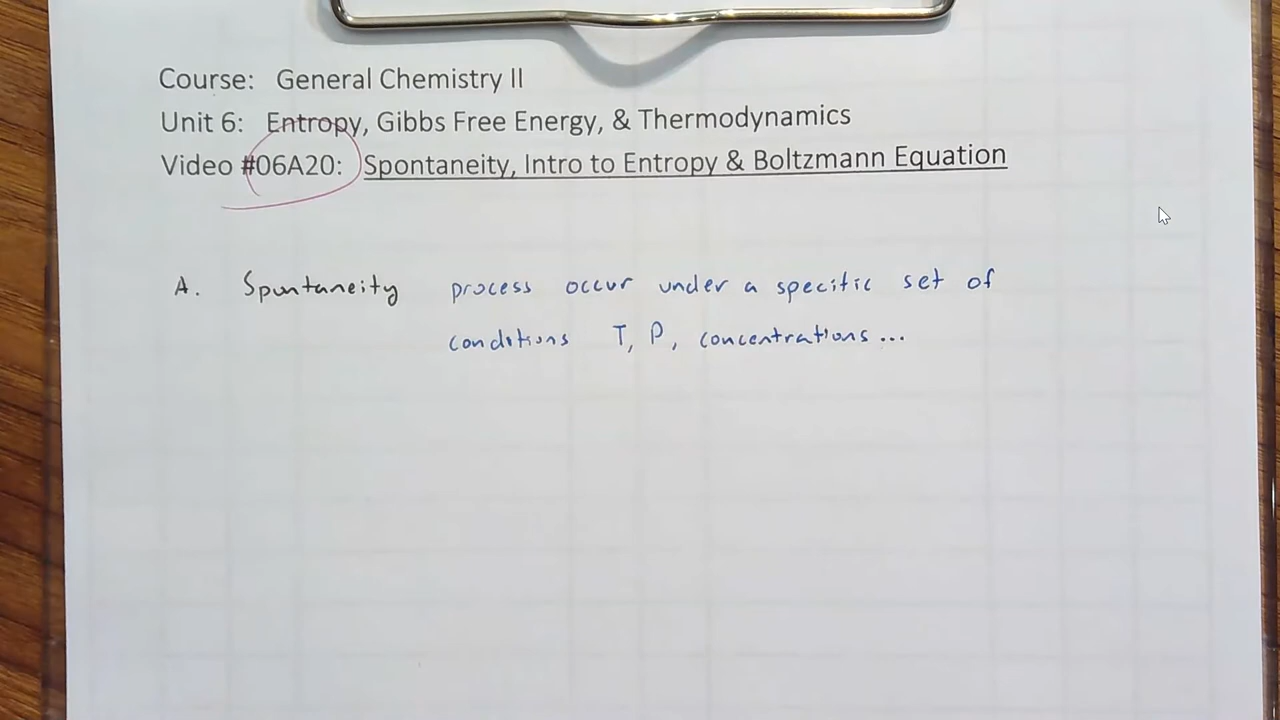 Course: General Chemistry II
Unit 6: Entropy, Gibbs Free Energy, & Thermodynamics
Video #06A20: Spontaneity, Intro to Entropy & Boltzmann Equation
A. Spontaneity process occur under a specific set of
conditions T, P, concentrations...